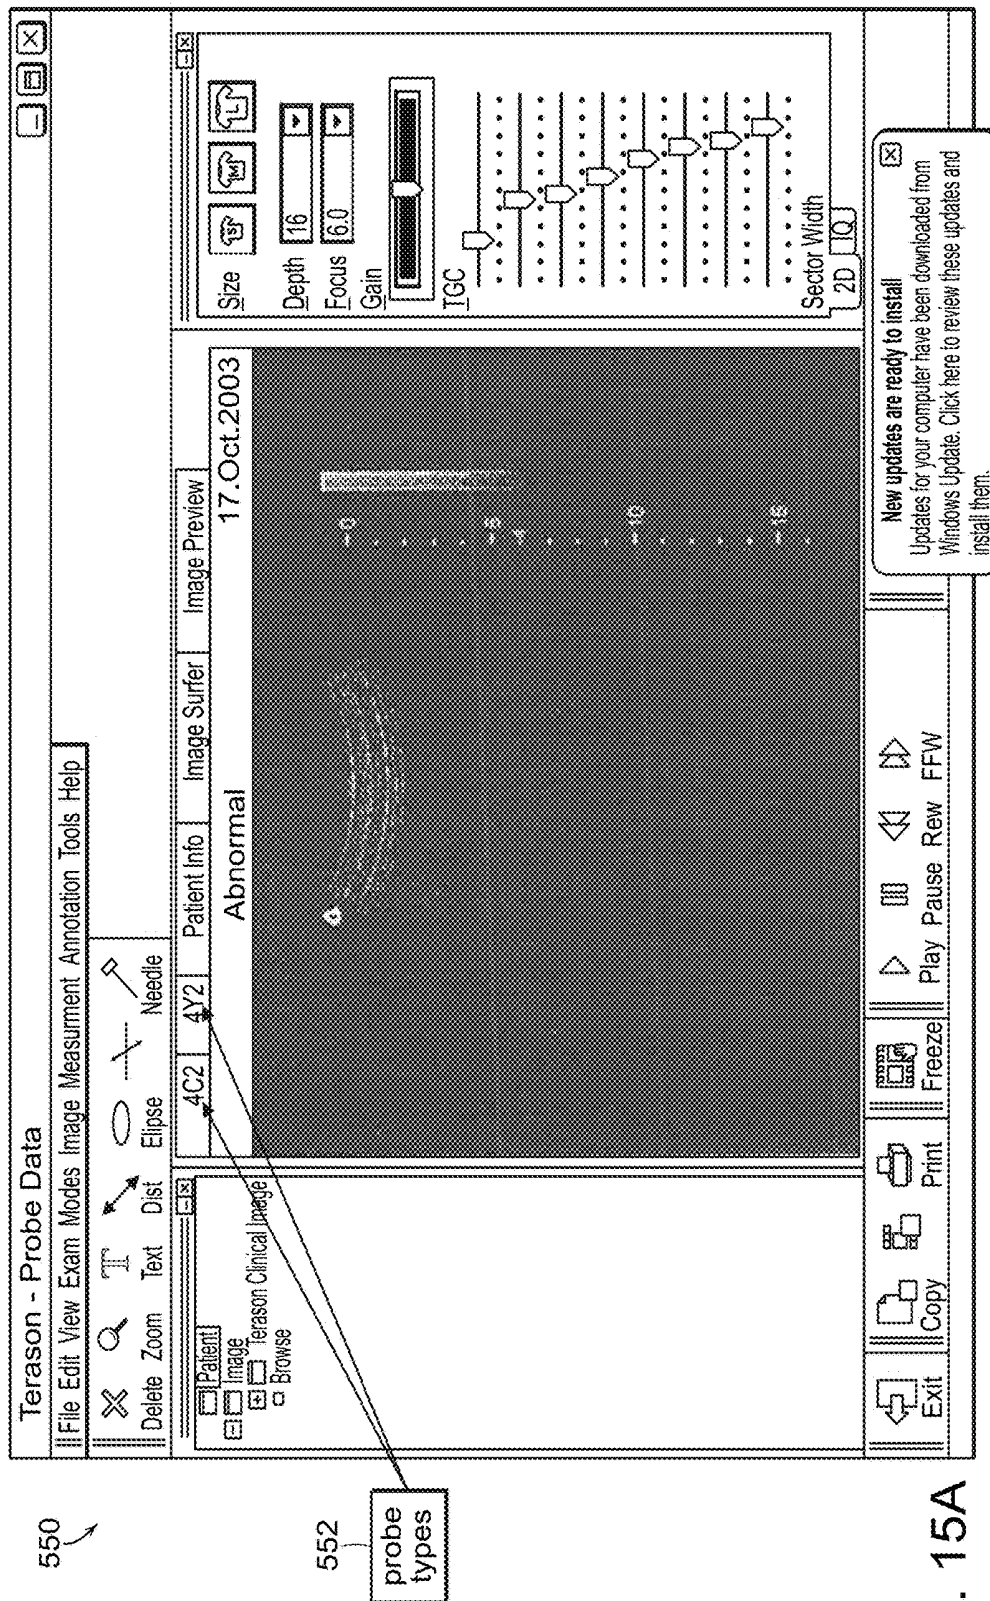 550
552
probe
types
Terason - Probe Data
File Edit View Exam Modes Image Measurment Annotation Tools Help
Delete Zoom Text Dist Elipse Needle
Patient
Image
Terason Clinical Image
Browse
4C2 4Y2 Patient Info Image Surfer Image Preview
Abnormal 17.Oct.2003
0
5
4
10
15
Size
M L
Depth 16
Focus 6.0
Gain
TGC
Sector Width
2D IQ
Exit Copy Print Freeze Play Pause Rew FFW
New updates are ready to install
Updates for your computer have been downloaded from
Windows Update. Click here to review these updates and
install them.
. 15A